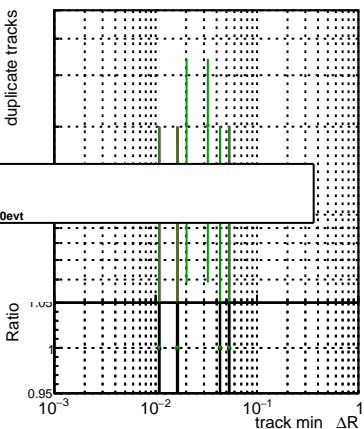 duplicate tracks
0evt
1.05
Ratio
1
0.95
10⁻³ 10⁻² 10⁻¹ 1
track min ΔR